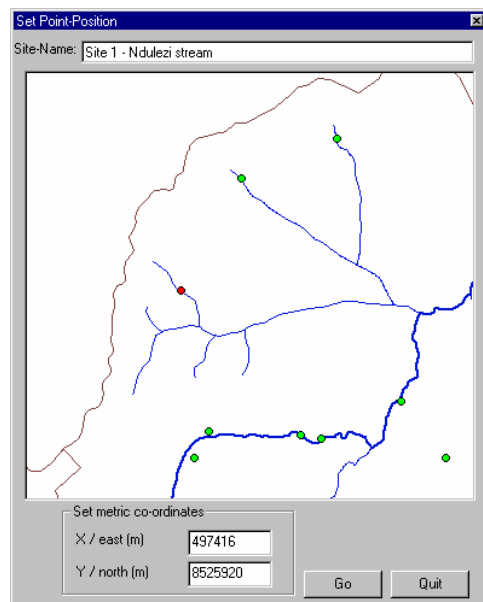 Set Point-Position
Site-Name: Site 1 - Ndulezi stream
Set metric co-ordinates
X / east (m) 497416
Y / north (m) 8525920
Go Quit